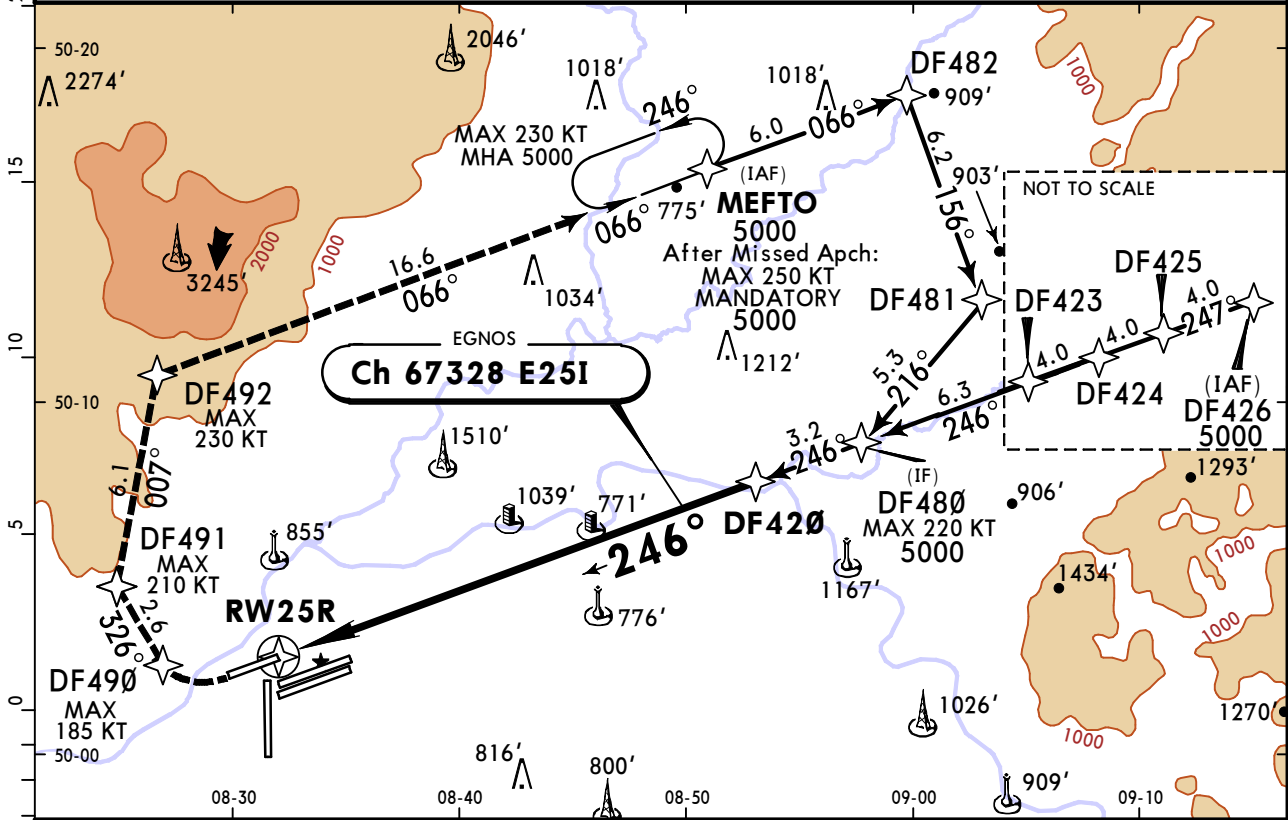 50-20
2046'
2274'
1018'
1018'
DF482
909'
1000
246°
MAX 230 KT
MHA 5000
6.0
066°
6.2
156°
903'
15
NOT TO SCALE
(IAF)
MEFTO
5000
775'
066°
After Missed Apch:
MAX 250 KT
MANDATORY
5000
2000
1000
3245'
16.6
066°
1034'
DF481
DF423
DF425
4.0
247°
4.0
4.0
DF424
(IAF)
DF426
5000
10
EGNOS
Ch 67328 E25I
1212'
5.3
216°
6.3
246°
50-10
DF492
MAX
230 KT
1510'
3.2
246°
(IF)
DF48Ø
MAX 220 KT
5000
1293'
906'
6.1
007°
1039'
771'
DF42Ø
5
DF491
MAX
210 KT
855'
246°
1000
1167'
1434'
776'
RW25R
2.6
326°
1000
DF49Ø
MAX
185 KT
0
1026'
1270'
1000
50-00
816'
800'
909'
08-30
08-40
08-50
09-00
09-10